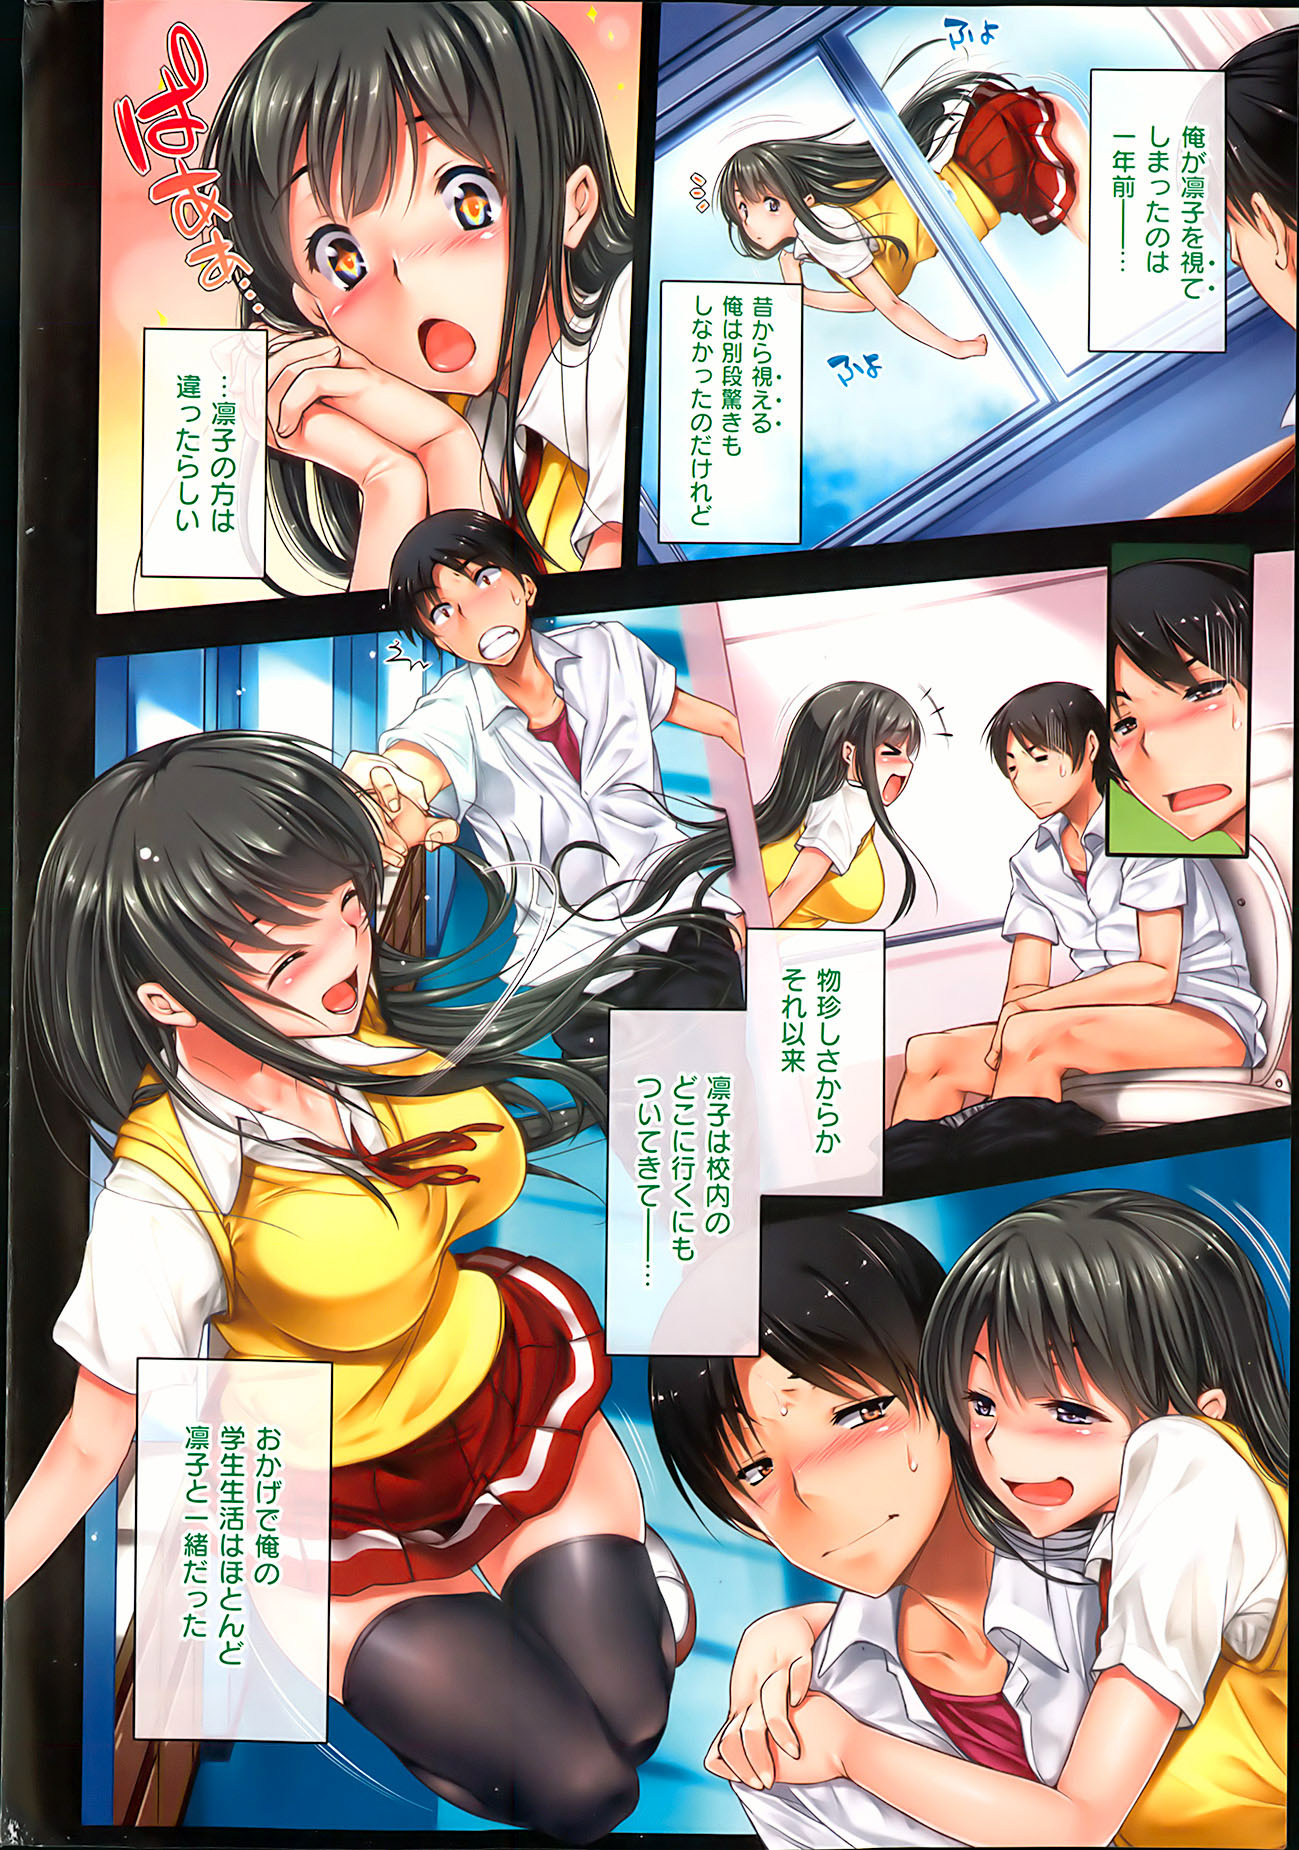 俺が凛子を視て
しまったのは
一年前――…
ふよ
ふよ
昔から視える
俺は別段驚きも
しなかったのだけれど
ぱあぁぁ…
…凛子の方は
違ったらしい
物珍しさからか
それ以来
凛子は校内の
どこに行くにも
ついてきて――…
おかげで俺の
学生生活はほとんど
凛子と一緒だった